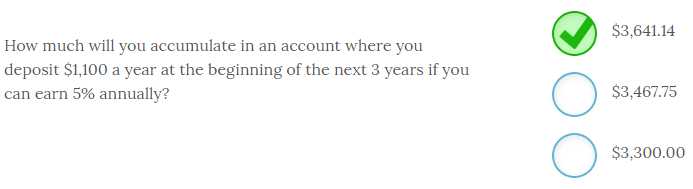 How much will you accumulate in an account where you
deposit $1,100 a year at the beginning of the next 3 years if you
can earn 5% annually?
$3,641.14
$3,467.75
$3,300.00